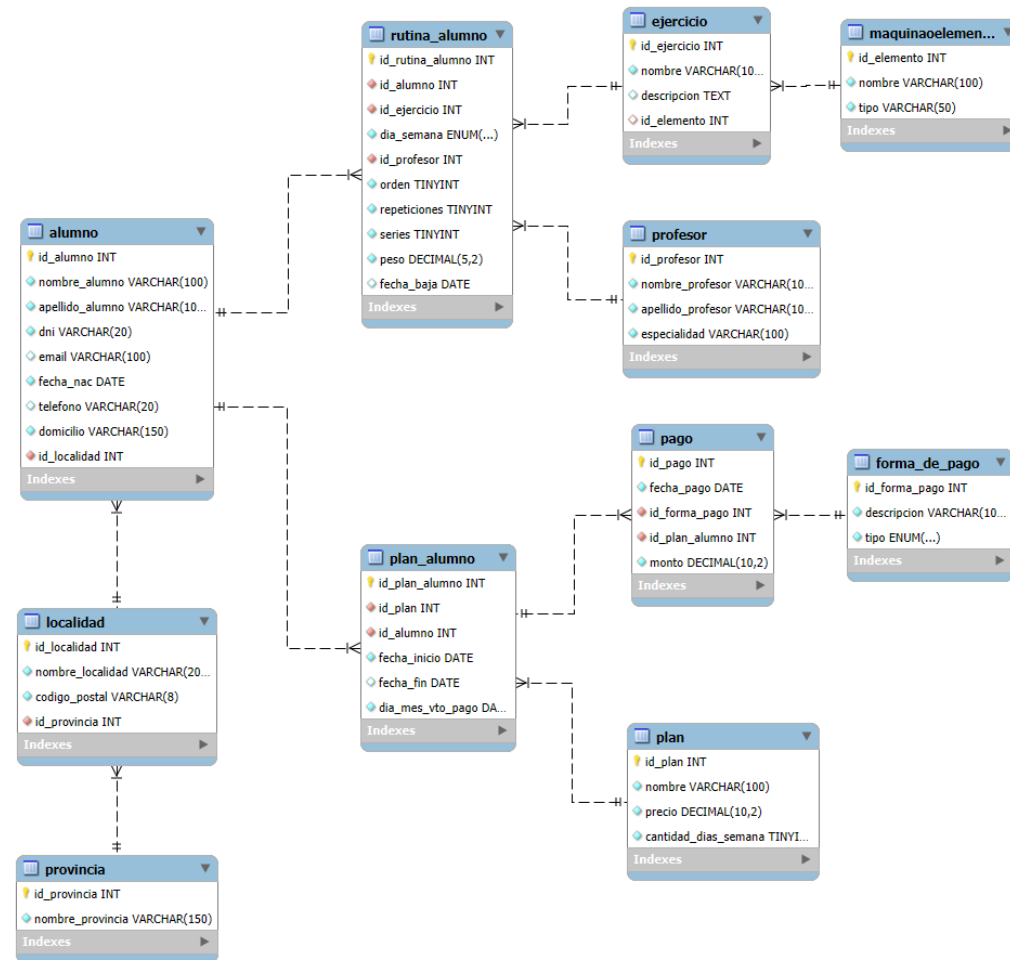 rutina_alumno
id_rutina_alumno INT
id_alumno INT
id_ejercicio INT
dia_semana ENUM(...)
id_profesor INT
orden TINYINT
repeticiones TINYINT
series TINYINT
peso DECIMAL(5,2)
fecha_baja DATE
Indexes
ejercicio
id_ejercicio INT
nombre VARCHAR(10...
descripcion TEXT
id_elemento INT
Indexes
maquinaoelemen...
id_elemento INT
nombre VARCHAR(100)
tipo VARCHAR(50)
Indexes
alumno
id_alumno INT
nombre_alumno VARCHAR(100)
apellido_alumno VARCHAR(10...
dni VARCHAR(20)
email VARCHAR(100)
fecha_nac DATE
telefono VARCHAR(20)
domicilio VARCHAR(150)
id_localidad INT
Indexes
profesor
id_profesor INT
nombre_profesor VARCHAR(10...
apellido_profesor VARCHAR(10...
especialidad VARCHAR(100)
Indexes
pago
id_pago INT
fecha_pago DATE
id_forma_pago INT
id_plan_alumno INT
monto DECIMAL(10,2)
Indexes
forma_de_pago
id_forma_pago INT
descripcion VARCHAR(10...
tipo ENUM(...)
Indexes
plan_alumno
id_plan_alumno INT
id_plan INT
id_alumno INT
fecha_inicio DATE
fecha_fin DATE
dia_mes_vto_pago DA...
Indexes
localidad
id_localidad INT
nombre_localidad VARCHAR(20...
codigo_postal VARCHAR(8)
id_provincia INT
Indexes
plan
id_plan INT
nombre VARCHAR(100)
precio DECIMAL(10,2)
cantidad_dias_semana TINYI...
Indexes
provincia
id_provincia INT
nombre_provincia VARCHAR(150)
Indexes